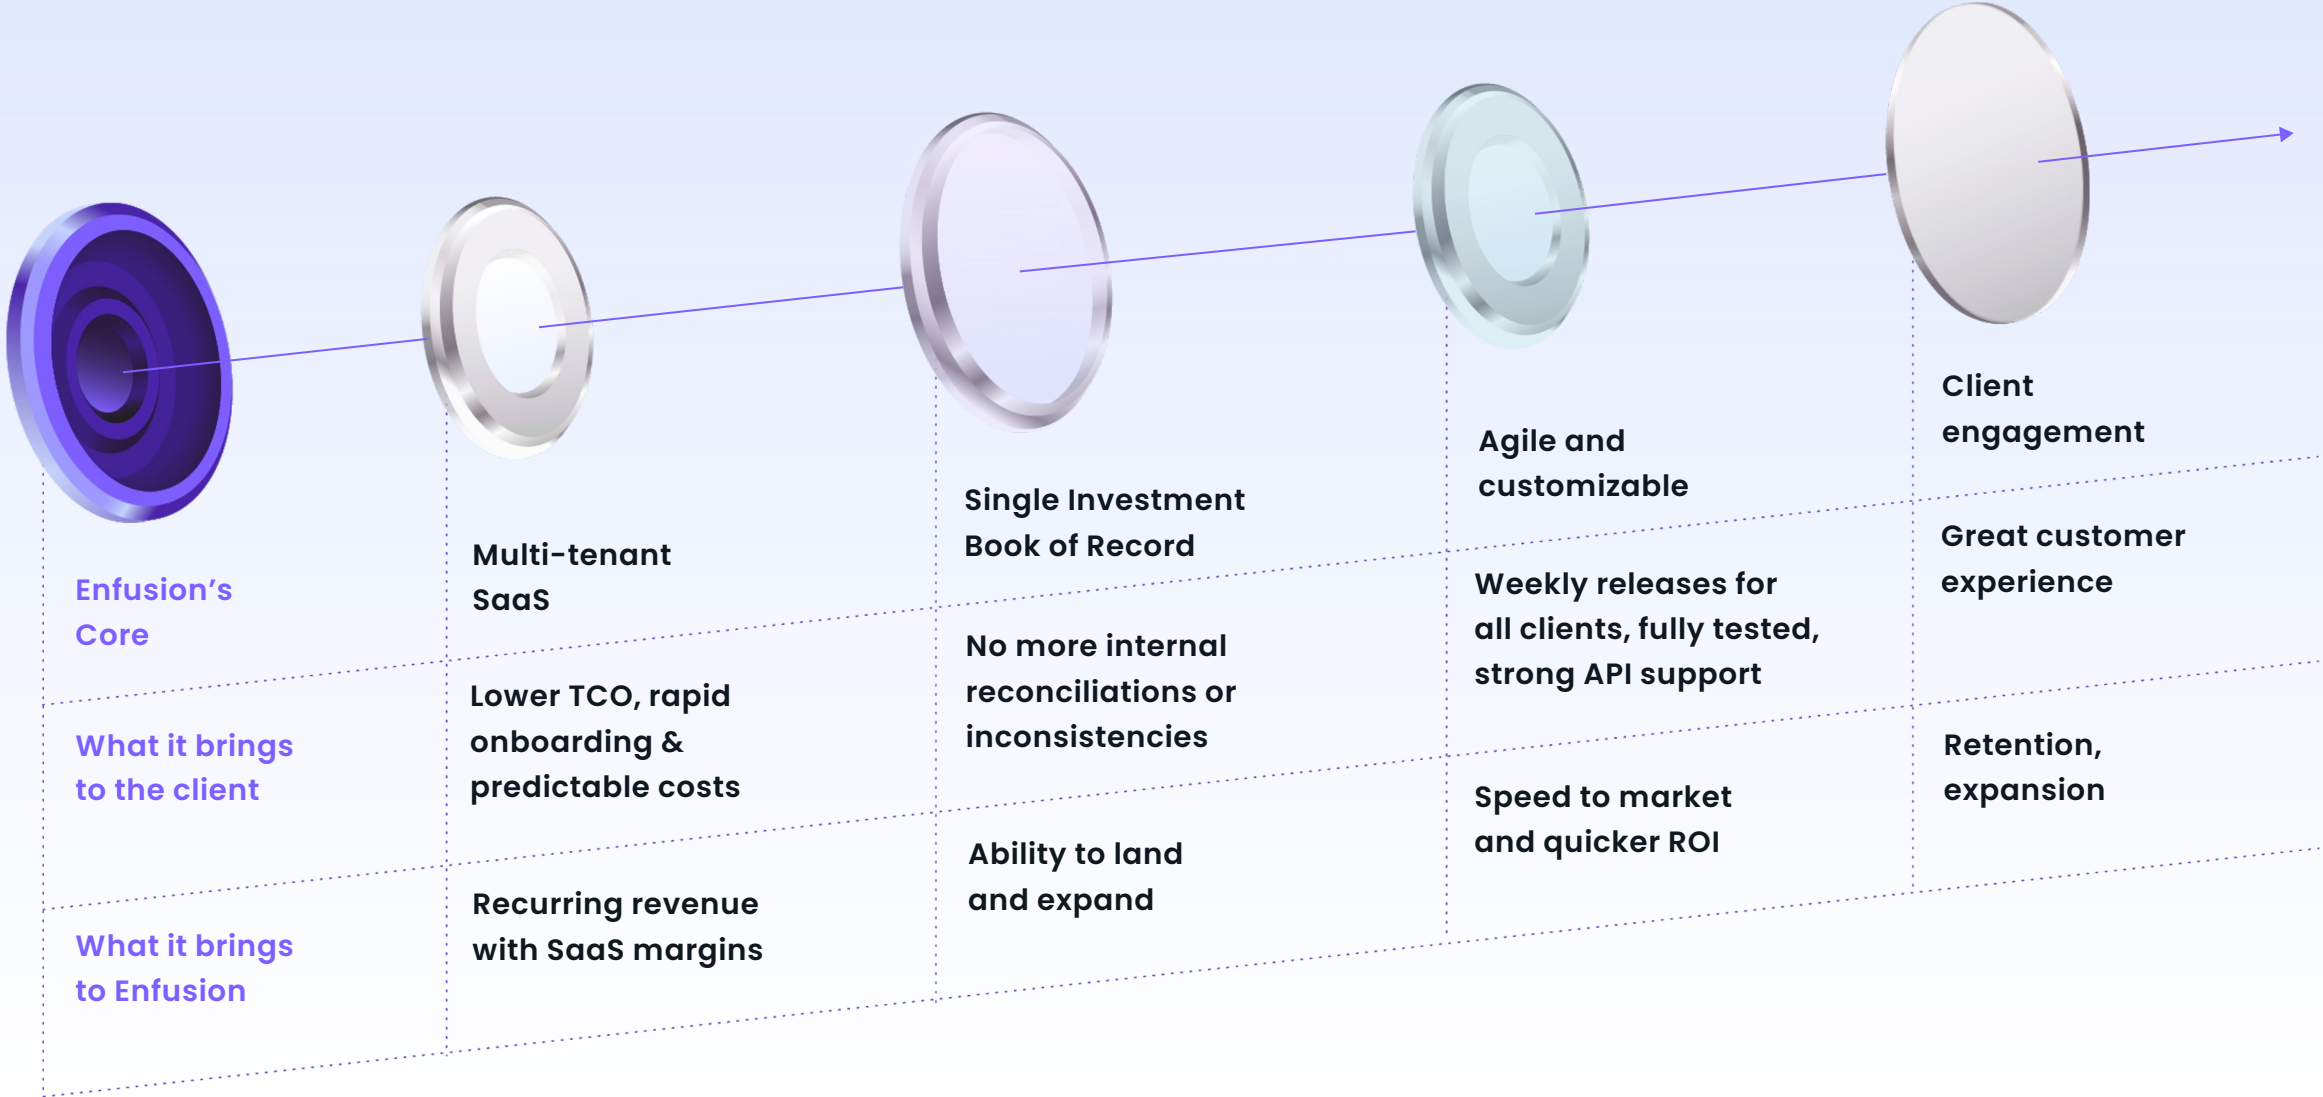 Enfusion’s
Core
What it brings
to the client
What it brings
to Enfusion
Multi-tenant
SaaS
Lower TCO, rapid
onboarding &
predictable costs
Recurring revenue
with SaaS margins
Single Investment
Book of Record
No more internal
reconciliations or
inconsistencies
Ability to land
and expand
Agile and
customizable
Weekly releases for
all clients, fully tested,
strong API support
Speed to market
and quicker ROI
Client
engagement
Great customer
experience
Retention,
expansion